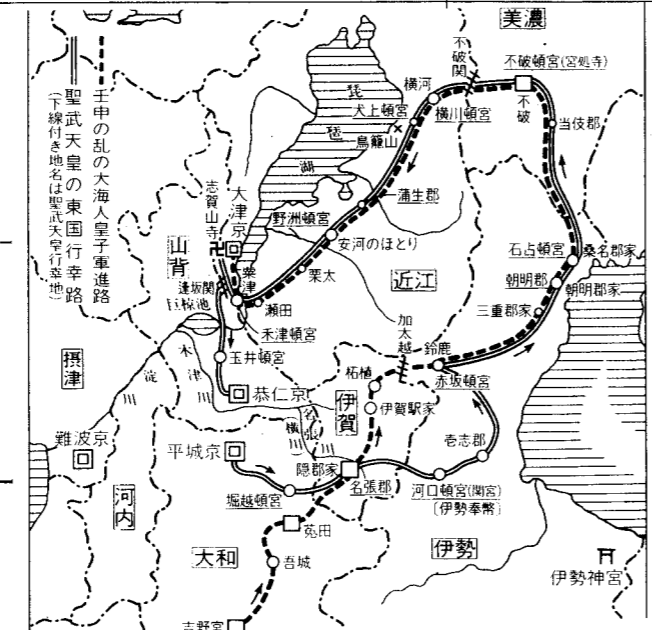 壬申の乱の大海人皇子軍進路
聖武天皇の東国行幸路
(下線付き地名は聖武天皇行幸地)
美濃
不破関
不破頓宮(宮処寺)
不破
横河
横川頓宮
犬上頓宮
鳥籠山
琵琶湖
当伎郡
蒲生郡
野洲頓宮
安河のほとり
志賀山寺
大津京
卍
山背
粟津
栗太
近江
石占頓宮
桑名郡家
朝明郡
朝明郡家
三重郡家
逢坂関
巨椋池
瀬田
禾津頓宮
加太越
鈴鹿
摂津
淀川
木津川
玉井頓宮
恭仁京
柘植
赤坂頓宮
伊賀
伊賀駅家
名張川
横川
難波京
平城京
隠郡家
名張郡
壱志郡
堀越頓宮
河口頓宮(関宮)
〔伊勢奉幣〕
河内
大和
菟田
吾城
伊勢
伊勢神宮
吉野宮